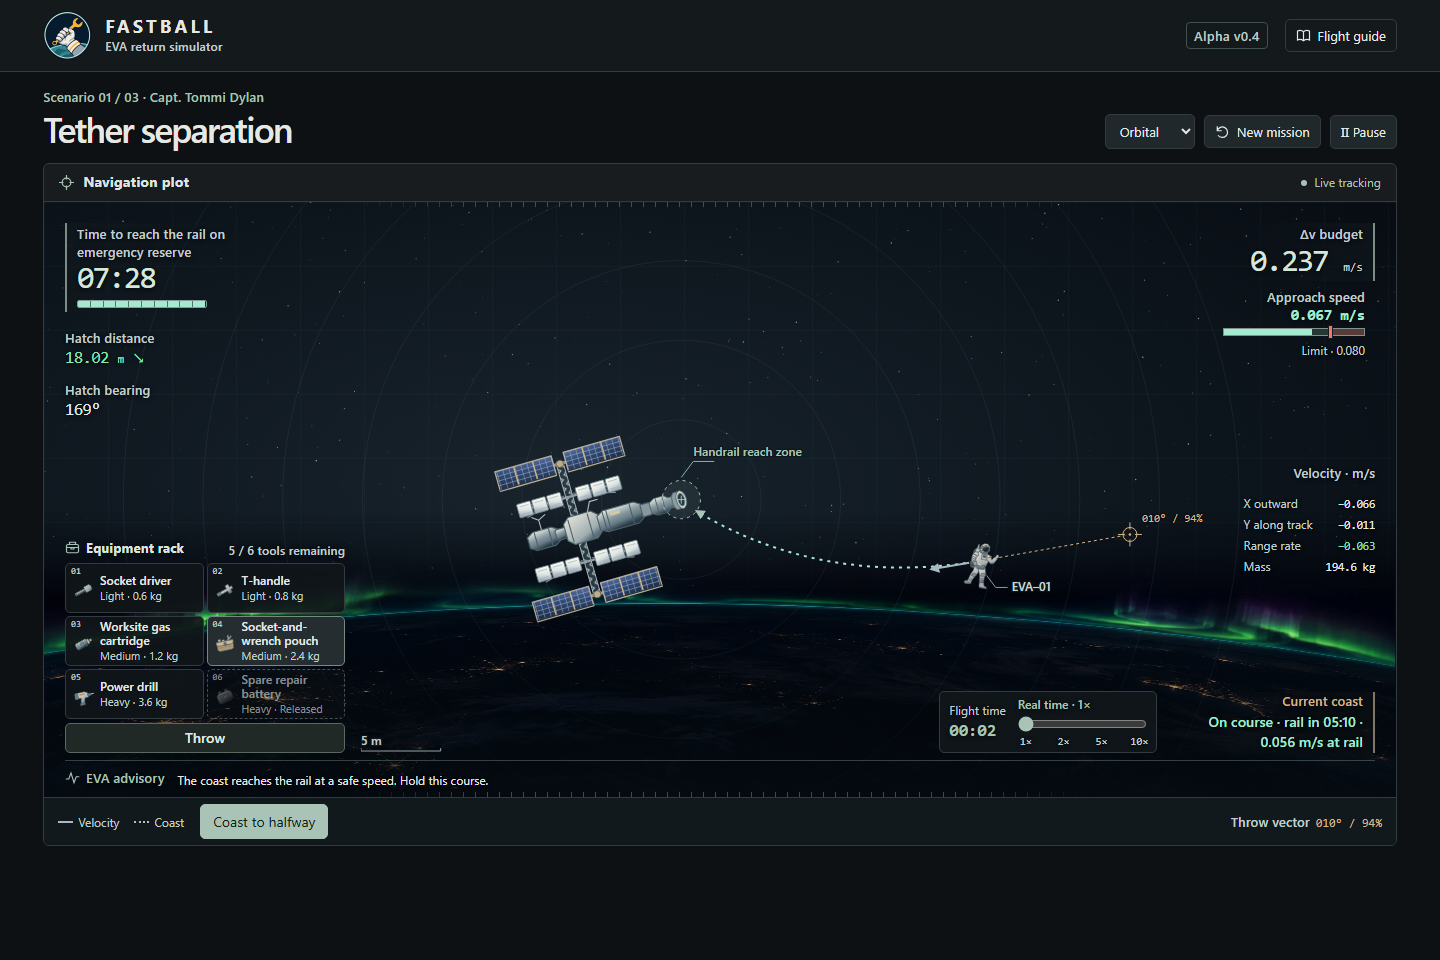 FASTBALL
EVA return simulator
Alpha v0.4
Flight guide
Scenario 01 / 03 · Capt. Tommi Dylan
Tether separation
Orbital
New mission
Pause
Navigation plot
Live tracking
Time to reach the rail on
emergency reserve
07:28
Hatch distance
18.02 m ↘
Hatch bearing
169°
Δv budget
0.237 m/s
Approach speed
0.067 m/s
Limit · 0.080
Handrail reach zone
010° / 94%
EVA–01
Velocity · m/s
X outward −0.066
Y along track −0.011
Range rate −0.063
Mass 194.6 kg
Equipment rack
5 / 6 tools remaining
01
Socket driver
Light · 0.6 kg
02
T-handle
Light · 0.8 kg
03
Worksite gas
cartridge
Medium · 1.2 kg
04
Socket-and-
wrench pouch
Medium · 2.4 kg
05
Power drill
Heavy · 3.6 kg
06
Spare repair
battery
Heavy · Released
Throw
5 m
Flight time
00:02
Real time · 1×
1× 2× 5× 10×
Current coast
On course · rail in 05:10 ·
0.056 m/s at rail
EVA advisory
The coast reaches the rail at a safe speed. Hold this course.
Velocity
Coast
Coast to halfway
Throw vector 010° / 94%